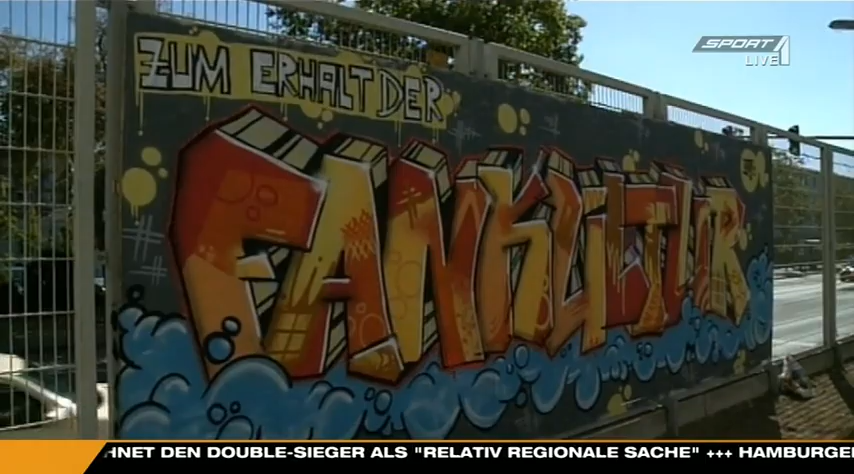 ZUM ERHALT DER
FANKULTUR
SPORT1
LIVE
HNET DEN DOUBLE-SIEGER ALS "RELATIV REGIONALE SACHE" +++ HAMBURGER